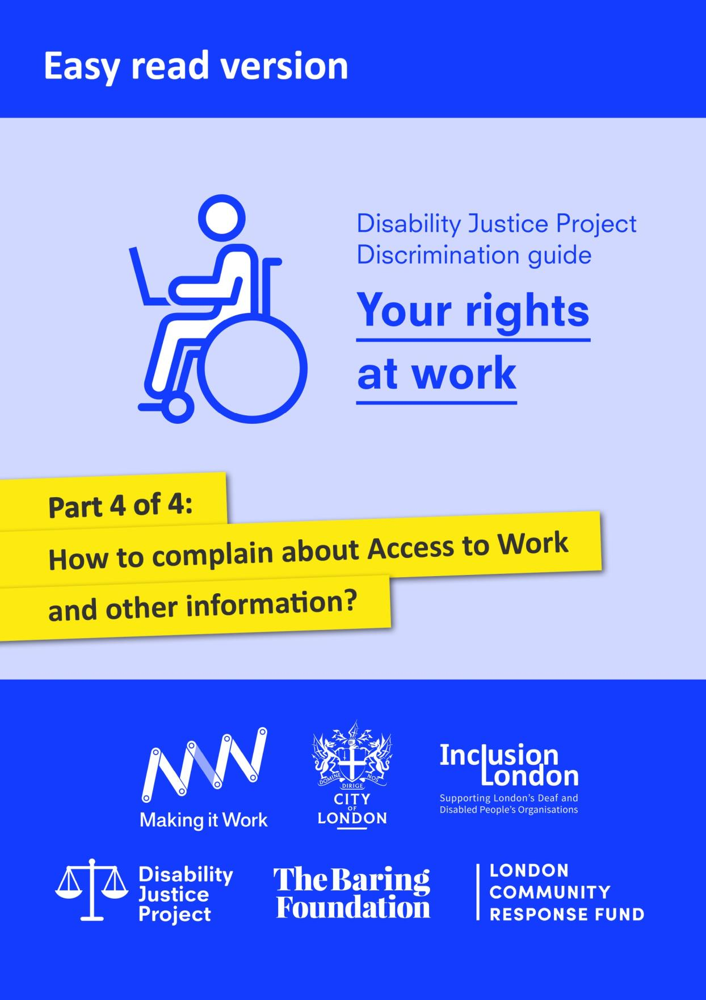 Easy read version
Disability Justice Project
Discrimination guide
Your rights
at work
Part 4 of 4:
How to complain about Access to Work
and other information?
Making it Work
DOMINE
DIRIGE
NOS
CITY
OF
LONDON
Inclusion
London
Supporting London's Deaf and
Disabled People's Organisations
Disability
Justice
Project
The Baring
Foundation
LONDON
COMMUNITY
RESPONSE FUND